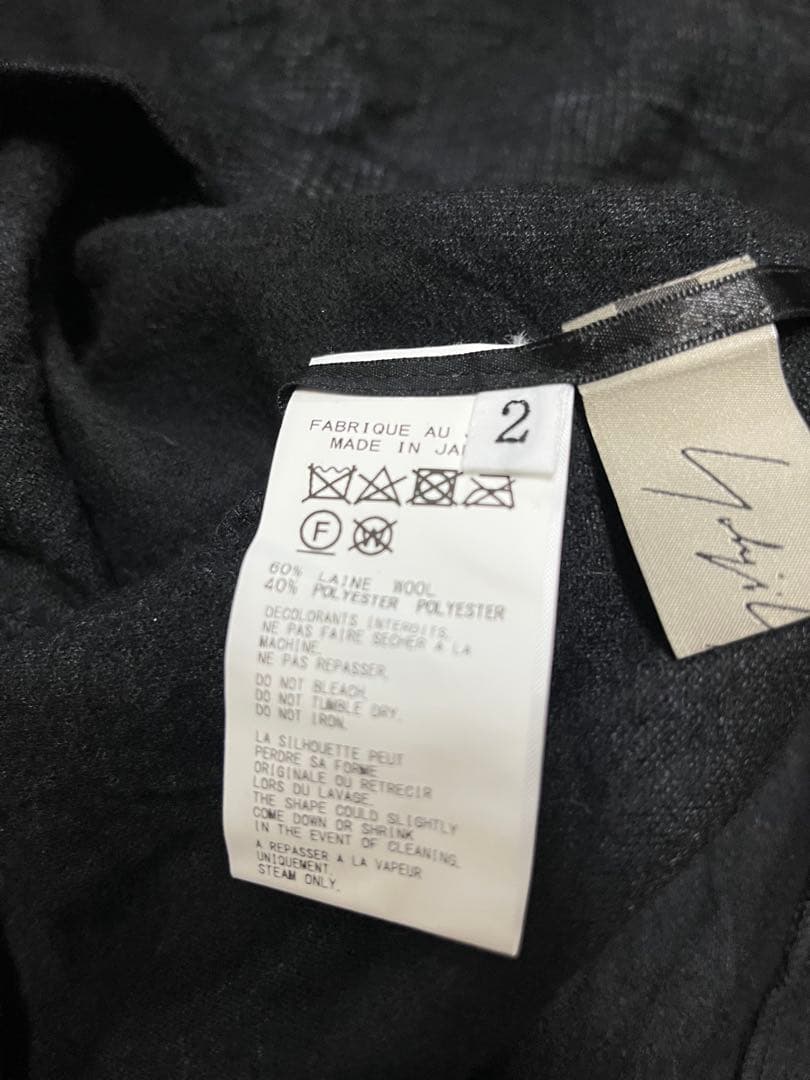 2
FABRIQUE AU
MADE IN JA
F
W
60% LAINE WOOL
40% POLYESTER POLYESTER
DECOLORANTS INTERDITS.
NE PAS FAIRE SECHER A LA
MACHINE.
NE PAS REPASSER.
DO NOT BLEACH.
DO NOT TUMBLE DRY.
DO NOT IRON.
LA SILHOUETTE PEUT
PERDRE SA FORME
ORIGINALE OU RETRECIR
LORS DU LAVAGE.
THE SHAPE COULD SLIGHTLY
COME DOWN OR SHRINK
IN THE EVENT OF CLEANING.
A REPASSER A LA VAPEUR
UNIQUEMENT.
STEAM ONLY.